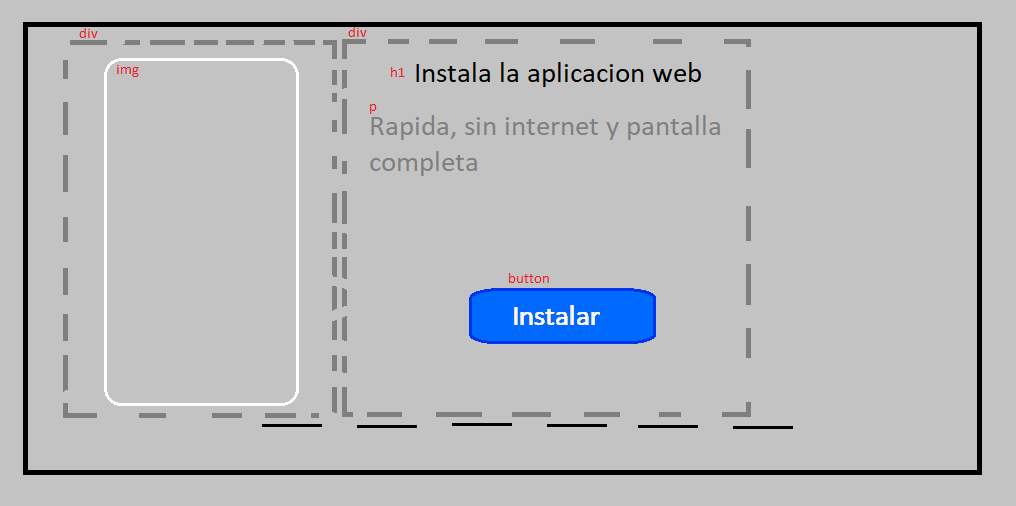 div
img
div
h1 Instala la aplicacion web
p
Rapida, sin internet y pantalla
completa
button
Instalar